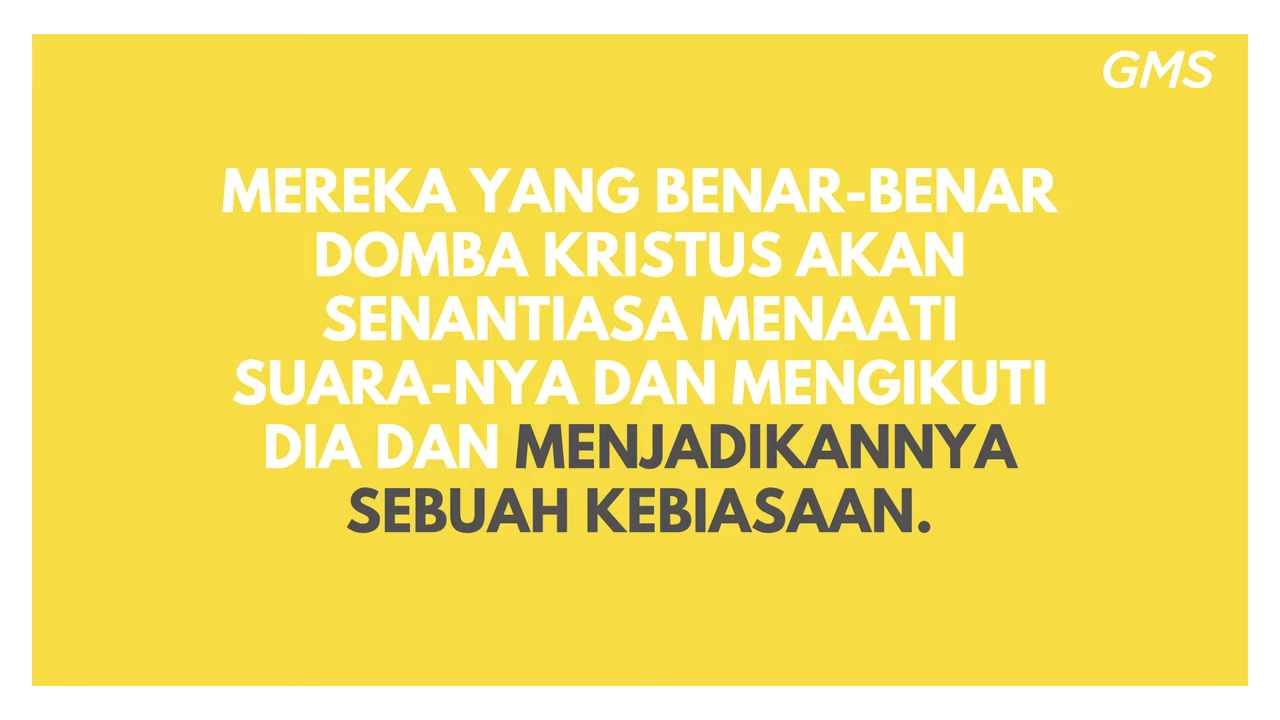 GMS
MEREKA YANG BENAR-BENAR
DOMBA KRISTUS AKAN
SENANTIASA MENAATI
SUARA-NYA DAN MENGIKUTI
DIA DAN MENJADIKANNYA
SEBUAH KEBIASAAN.